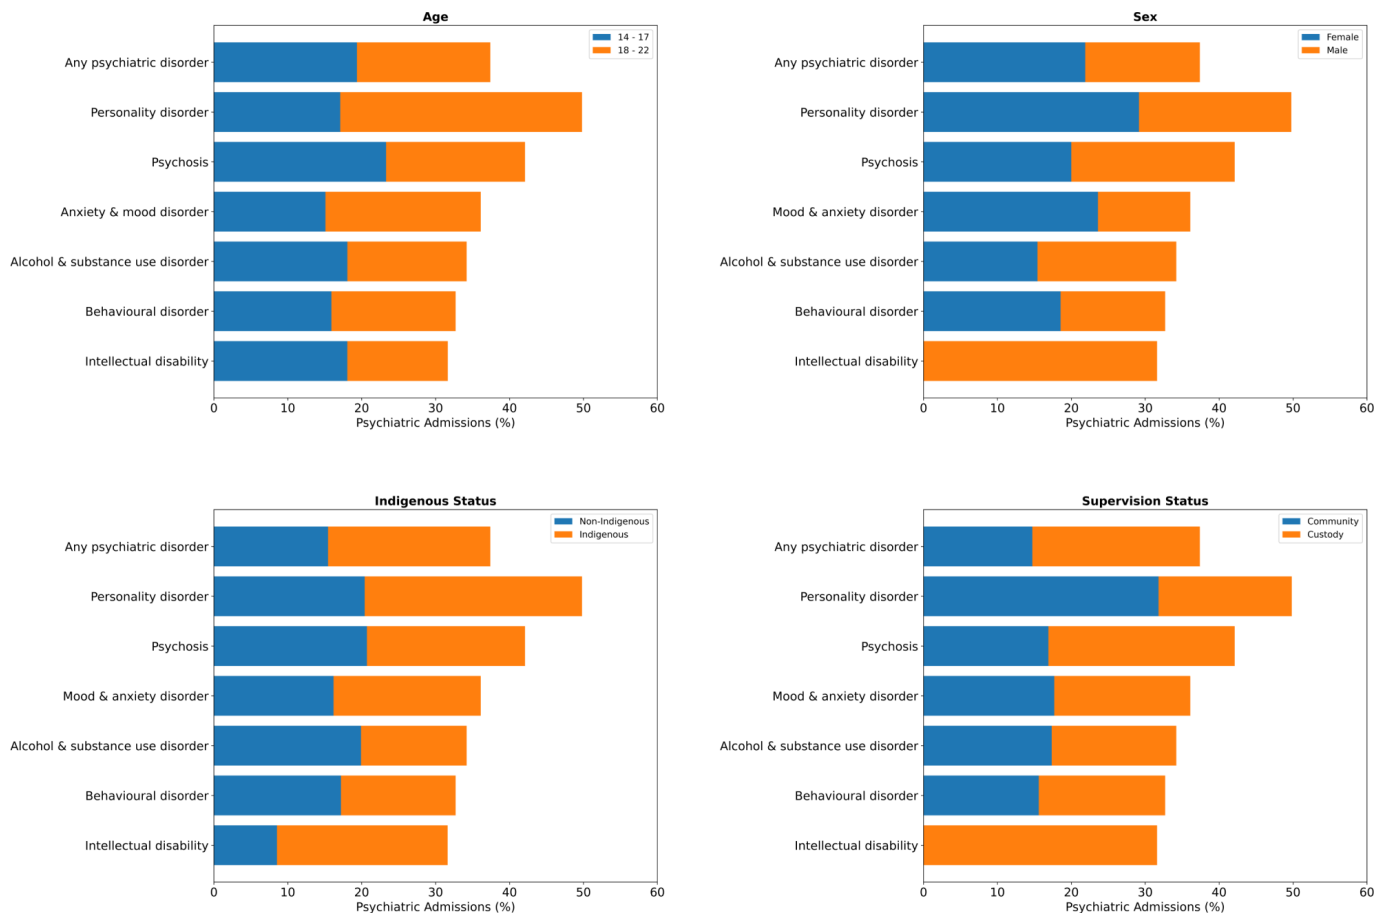 Age
14 - 17
18 - 22
Any psychiatric disorder
Personality disorder
Psychosis
Anxiety & mood disorder
Alcohol & substance use disorder
Behavioural disorder
Intellectual disability
0 10 20 30 40 50 60
Psychiatric Admissions (%)
Sex
Female
Male
Any psychiatric disorder
Personality disorder
Psychosis
Mood & anxiety disorder
Alcohol & substance use disorder
Behavioural disorder
Intellectual disability
0 10 20 30 40 50 60
Psychiatric Admissions (%)
Indigenous Status
Non-Indigenous
Indigenous
Any psychiatric disorder
Personality disorder
Psychosis
Mood & anxiety disorder
Alcohol & substance use disorder
Behavioural disorder
Intellectual disability
0 10 20 30 40 50 60
Psychiatric Admissions (%)
Supervision Status
Community
Custody
Any psychiatric disorder
Personality disorder
Psychosis
Mood & anxiety disorder
Alcohol & substance use disorder
Behavioural disorder
Intellectual disability
0 10 20 30 40 50 60
Psychiatric Admissions (%)